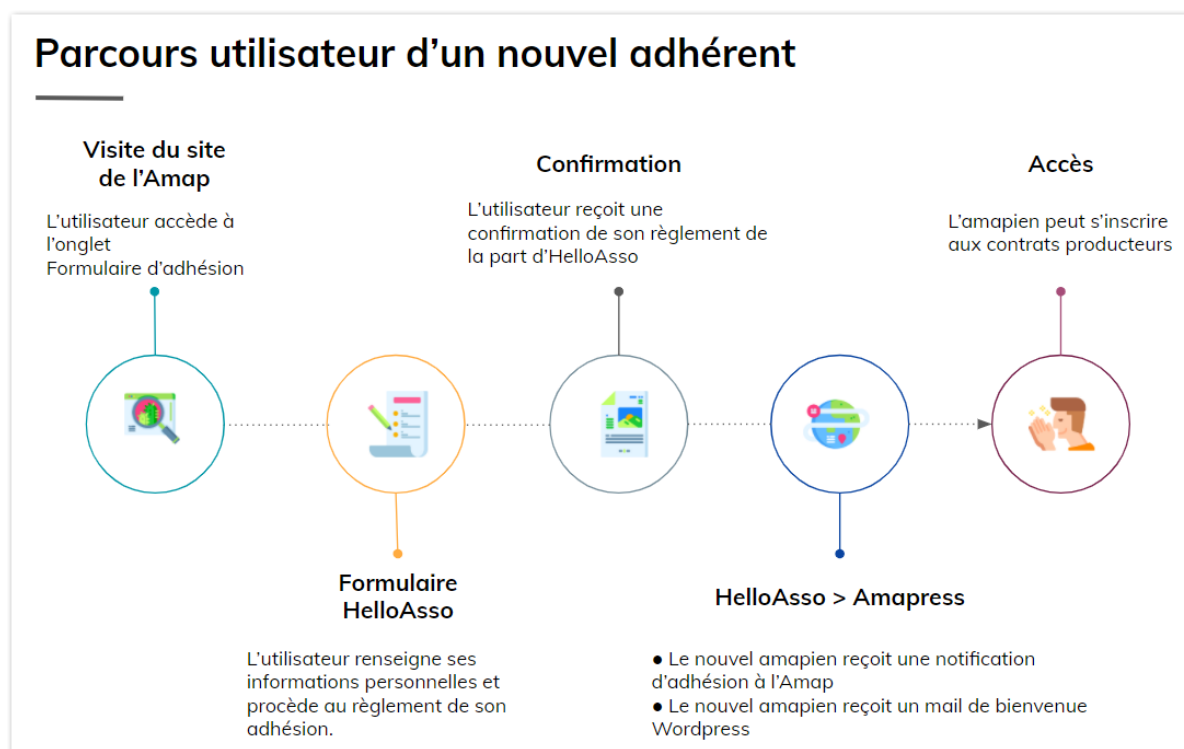 Parcours utilisateur d’un nouvel adhérent
Visite du site
de l’Amap
L’utilisateur accède à
l’onglet
Formulaire d’adhésion
Formulaire
HelloAsso
L’utilisateur renseigne ses
informations personnelles et
procède au règlement de son
adhésion.
Confirmation
L’utilisateur reçoit une
confirmation de son règlement de
la part d’HelloAsso
HelloAsso > Amapress
● Le nouvel amapien reçoit une notification
d’adhésion à l’Amap
● Le nouvel amapien reçoit un mail de bienvenue
Wordpress
Accès
L’amapien peut s’inscrire
aux contrats producteurs